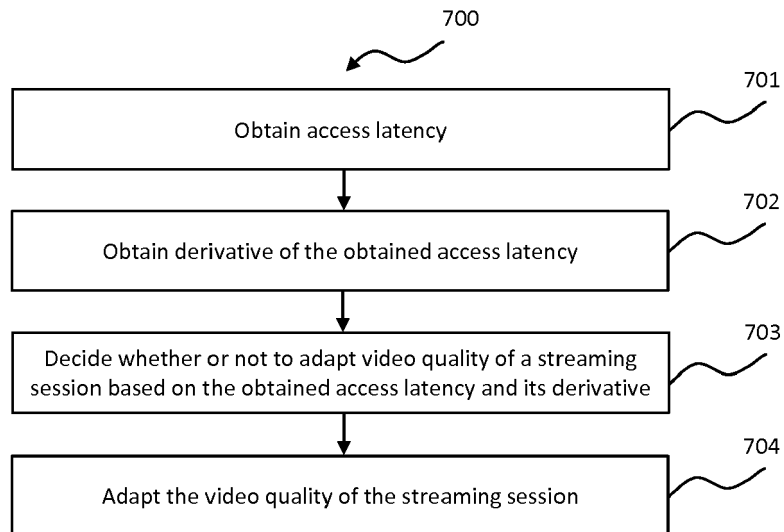 700
701
Obtain access latency
702
Obtain derivative of the obtained access latency
703
Decide whether or not to adapt video quality of a streaming
session based on the obtained access latency and its derivative
704
Adapt the video quality of the streaming session